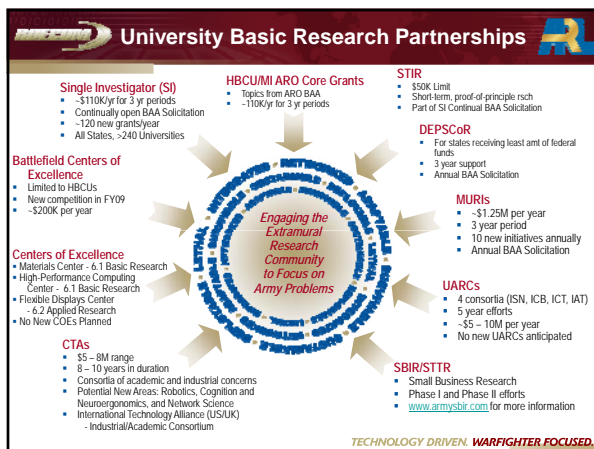 RDECOM
University Basic Research Partnerships
ARL
Single Investigator (SI)
~$110K/yr for 3 yr periods
Continually open BAA Solicitation
~120 new grants/year
All States, >240 Universities
HBCU/MI ARO Core Grants
Topics from ARO BAA
~110K/yr for 3 yr periods
STIR
$50K Limit
Short-term, proof-of-principle rsch
Part of SI Continual BAA Solicitation
DEPSCoR
For states receiving least amt of federal
funds
3 year support
Annual BAA Solicitation
Battlefield Centers of
Excellence
Limited to HBCUs
New competition in FY09
~$200K per year
MURIs
~$1.25M per year
3 year period
10 new initiatives annually
Annual BAA Solicitation
Engaging the
Extramural
Research
Community
to Focus on
Army Problems
Centers of Excellence
Materials Center - 6.1 Basic Research
High-Performance Computing
Center - 6.1 Basic Research
Flexible Displays Center
- 6.2 Applied Research
No New COEs Planned
UARCs
4 consortia (ISN, ICB, ICT, IAT)
5 year efforts
~$5 – 10M per year
No new UARCs anticipated
CTAs
$5 – 8M range
8 – 10 years in duration
Consortia of academic and industrial concerns
Potential New Areas: Robotics, Cognition and
Neuroergonomics, and Network Science
International Technology Alliance (US/UK)
- Industrial/Academic Consortium
SBIR/STTR
Small Business Research
Phase I and Phase II efforts
www.armysbir.com for more information
TECHNOLOGY DRIVEN. WARFIGHTER FOCUSED.